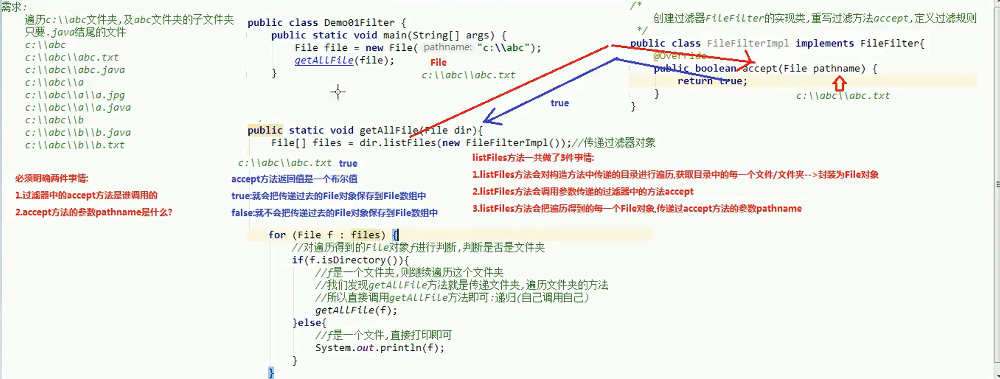 需求:
遍历c:\\abc文件夹,及abc文件夹的子文件夹
只要.java结尾的文件
c:\\abc
c:\\abc\\abc.txt
c:\\abc\\abc.java
c:\\abc\\a
c:\\abc\\a\\a.jpg
c:\\abc\\a\\a.java
c:\\abc\\b
c:\\abc\\b\\b.java
c:\\abc\\b\\b.txt
必须明确两件事情:
1.过滤器中的accept方法是谁调用的
2.accept方法的参数pathname是什么?
public class Demo01Filter {
public static void main(String[] args) {
File file = new File( pathname: "c:\\abc");
getAllFile(file);
}
File
c:\\abc\\abc.txt
/*
创建过滤器FileFilter的实现类,重写过滤方法accept,定义过滤规则
*/
public class FileFilterImpl implements FileFilter{
@Override
public boolean accept(File pathname) {
return true;
}
}
c:\\abc\\abc.txt
true
public static void getAllFile(File dir){
File[] files = dir.listFiles(new FileFilterImpl());//传递过滤器对象
c:\\abc\\abc.txt true
accept方法返回值是一个布尔值
true:就会把传递过去的File对象保存到File数组中
false:就不会把传递过去的File对象保存到File数组中
listFiles方法一共做了3件事情:
1.listFiles方法会对构造方法中传递的目录进行遍历,获取目录中的每一个文件/文件夹-->封装为File对象
2.listFiles方法会调用参数传递的过滤器中的方法accept
3.listFiles方法会把遍历得到的每一个File对象,传递过accept方法的参数pathname
for (File f : files) {
//对遍历得到的File对象f进行判断,判断是否是文件夹
if(f.isDirectory()){
//f是一个文件夹,则继续遍历这个文件夹
//我们发现getAllFile方法就是传递文件夹,遍历文件夹的方法
//所以直接调用getAllFile方法即可:递归(自己调用自己)
getAllFile(f);
}else{
//f是一个文件,直接打印即可
System.out.println(f);
}
}